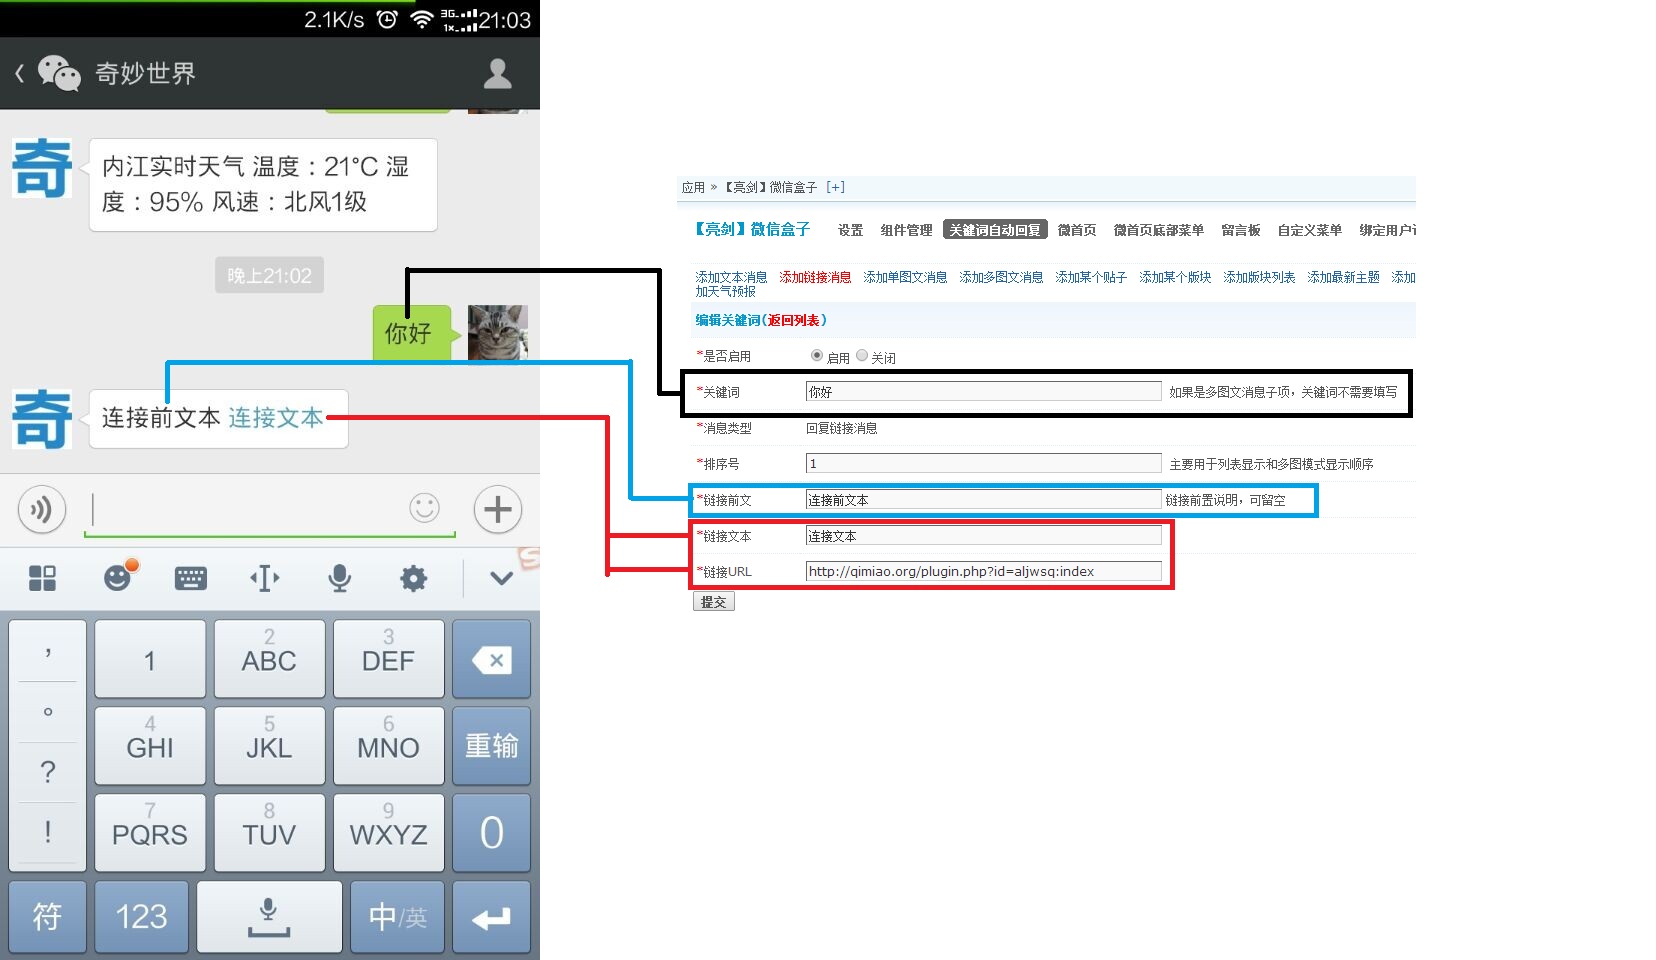 2.1K/s 3G 1x 21:03
奇妙世界
奇
内江实时天气 温度：21℃ 湿
度：95% 风速：北风1级
晚上21:02
你好
奇
连接前文本 连接文本
，
1
2
ABC
3
DEF
。
4
GHI
5
JKL
6
MNO
重输
？
7
PQRS
8
TUV
9
WXYZ
0
！
符
123
中/英
应用 » 【亮剑】微信盒子 [+]
【亮剑】微信盒子 设置 组件管理 关键词自动回复 微首页 微首页底部菜单 留言板 自定义菜单 绑定用户
添加文本消息 添加链接消息 添加单图文消息 添加多图文消息 添加某个贴子 添加某个版块 添加版块列表 添加最新主题 添加
加天气预报
编辑关键词(返回列表)
*是否启用 启用 关闭
*关键词 你好 如果是多图文消息子项，关键词不需要填写
*消息类型 回复链接消息
*排序号 1 主要用于列表显示和多图模式显示顺序
*链接前文 连接前文本 链接前置说明，可留空
*链接文本 连接文本
*链接URL http://qimiao.org/plugin.php?id=aljwsq:index
提交